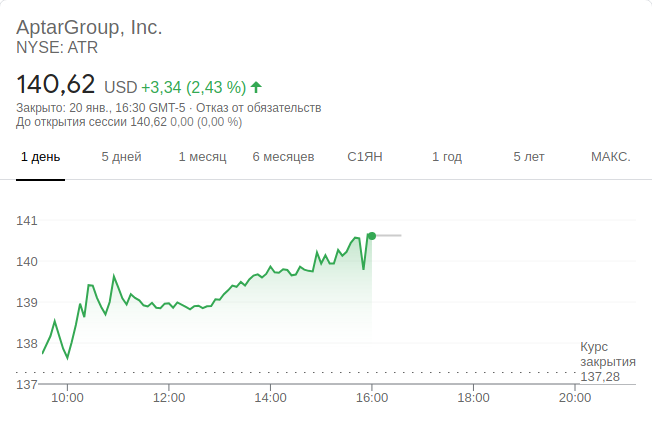 AptarGroup, Inc.
NYSE: ATR
140,62 USD +3,34 (2,43 %)
Закрыто: 20 янв., 16:30 GMT-5 · Отказ от обязательств
До открытия сессии 140,62 0,00 (0,00 %)
1 день 5 дней 1 месяц 6 месяцев С1ЯН 1 год 5 лет МАКС.
141
140
139
138
Курс
закрытия
137,28
137
10:00 12:00 14:00 16:00 18:00 20:00